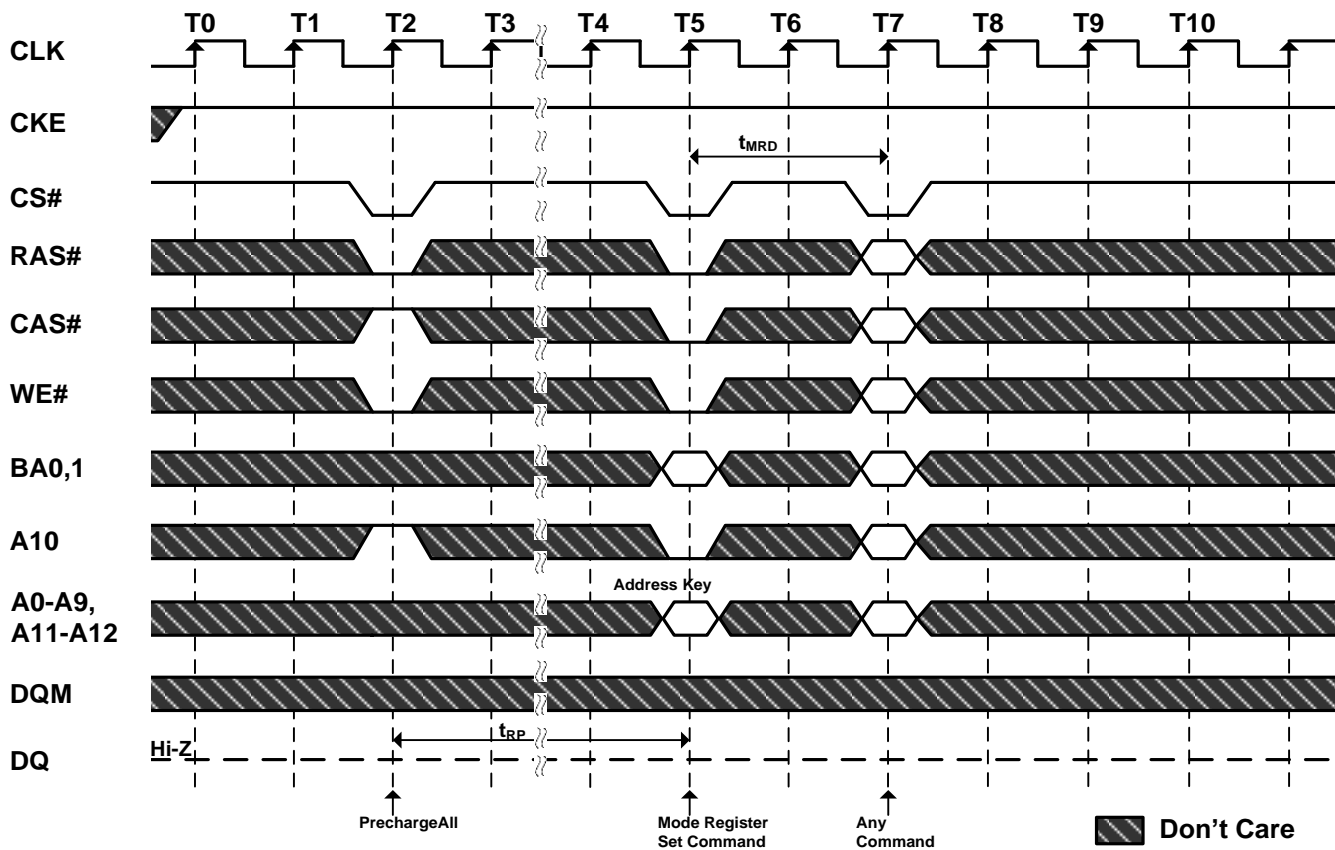 T0 T1 T2 T3 T4 T5 T6 T7 T8 T9 T10
CLK
CKE
tMRD
CS#
RAS#
CAS#
WE#
BA0,1
A10
Address Key
A0-A9,
A11-A12
DQM
tRP
Hi-Z
DQ
PrechargeAll
Mode Register
Set Command
Any
Command
Don't Care